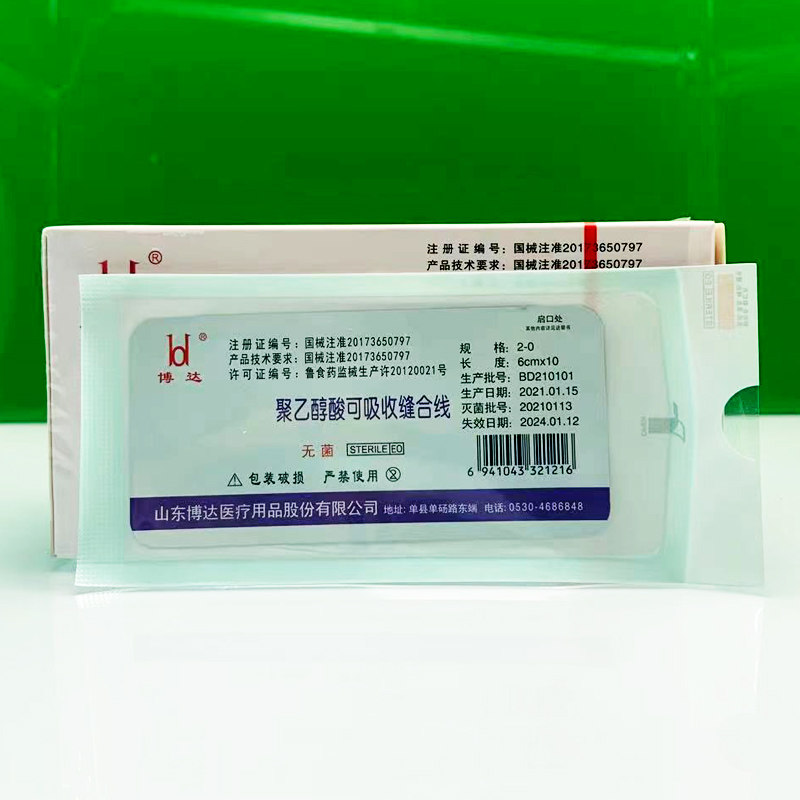 bd ®
注册证编号：国械注准20173650797
产品技术要求：国械注准20173650797
bd ®
博达
注册证编号：国械注准20173650797
产品技术要求：国械注准20173650797
许可证编号：鲁食药监械生产许20120021号
聚乙醇酸可吸收缝合线
无菌 STERILE EO
包装破损 严禁使用
启口处
规 格：2-0
长 度：6cmx10
生产批号：BD210101
生产日期：2021.01.15
灭菌批号：20210113
失效日期：2024.01.12
6 941043 321216
山东博达医疗用品股份有限公司 地址：单县单砀路东端 电话：0530-4686848
STERILE EO